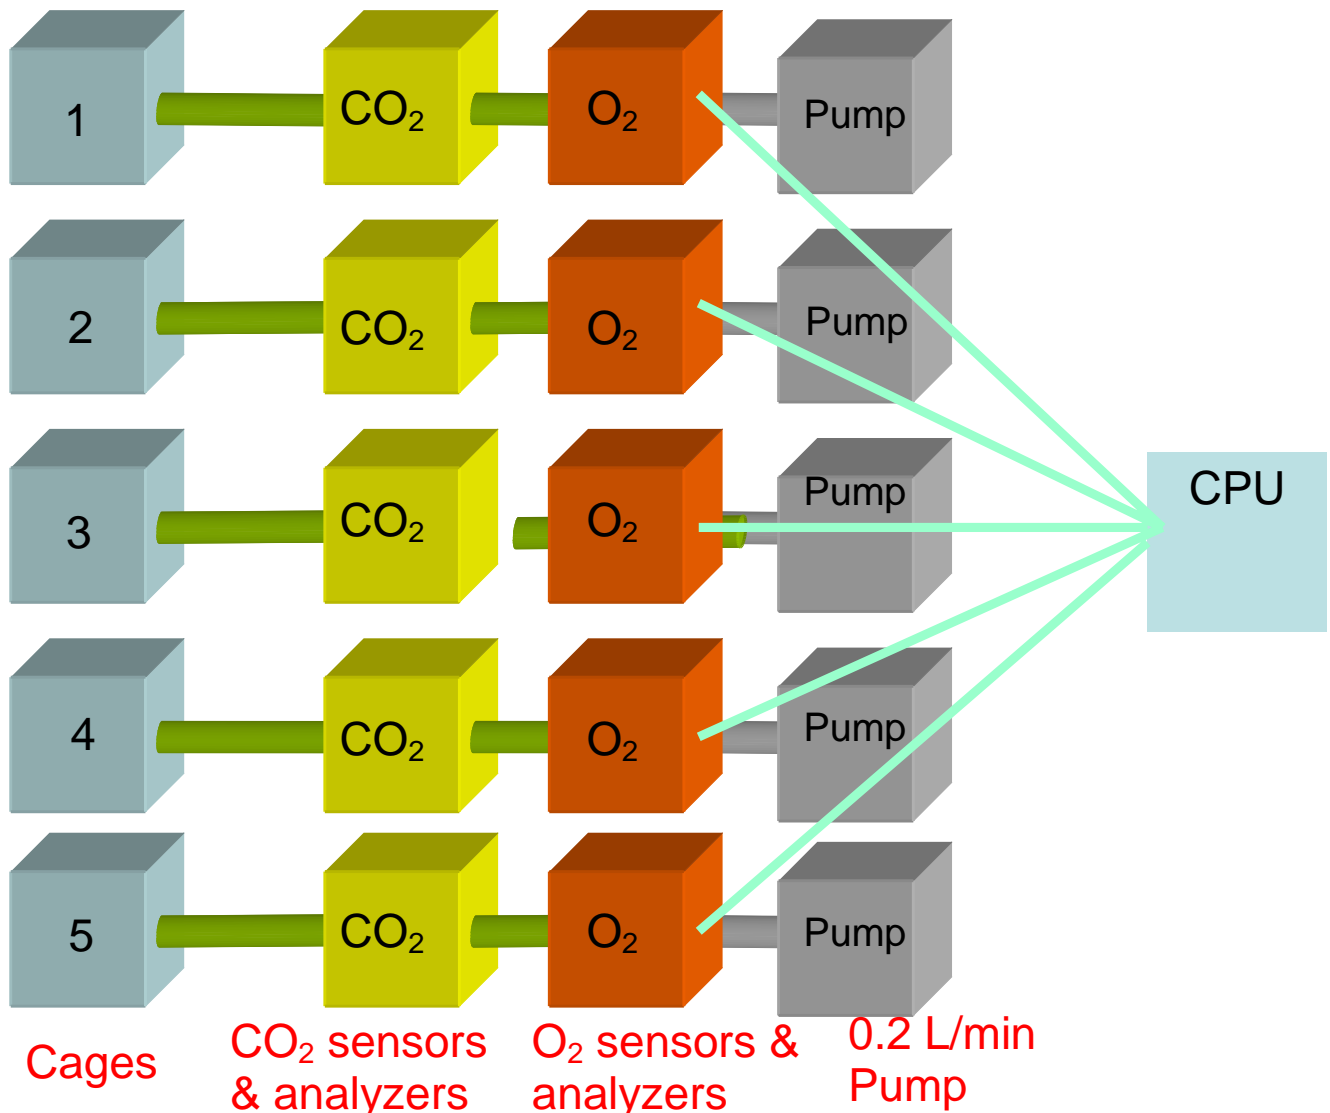 1 CO₂ O₂ Pump
2 CO₂ O₂ Pump
3 CO₂ O₂ Pump
CPU
4 CO₂ O₂ Pump
5 CO₂ O₂ Pump
Cages
CO₂ sensors
& analyzers
O₂ sensors &
analyzers
0.2 L/min
Pump